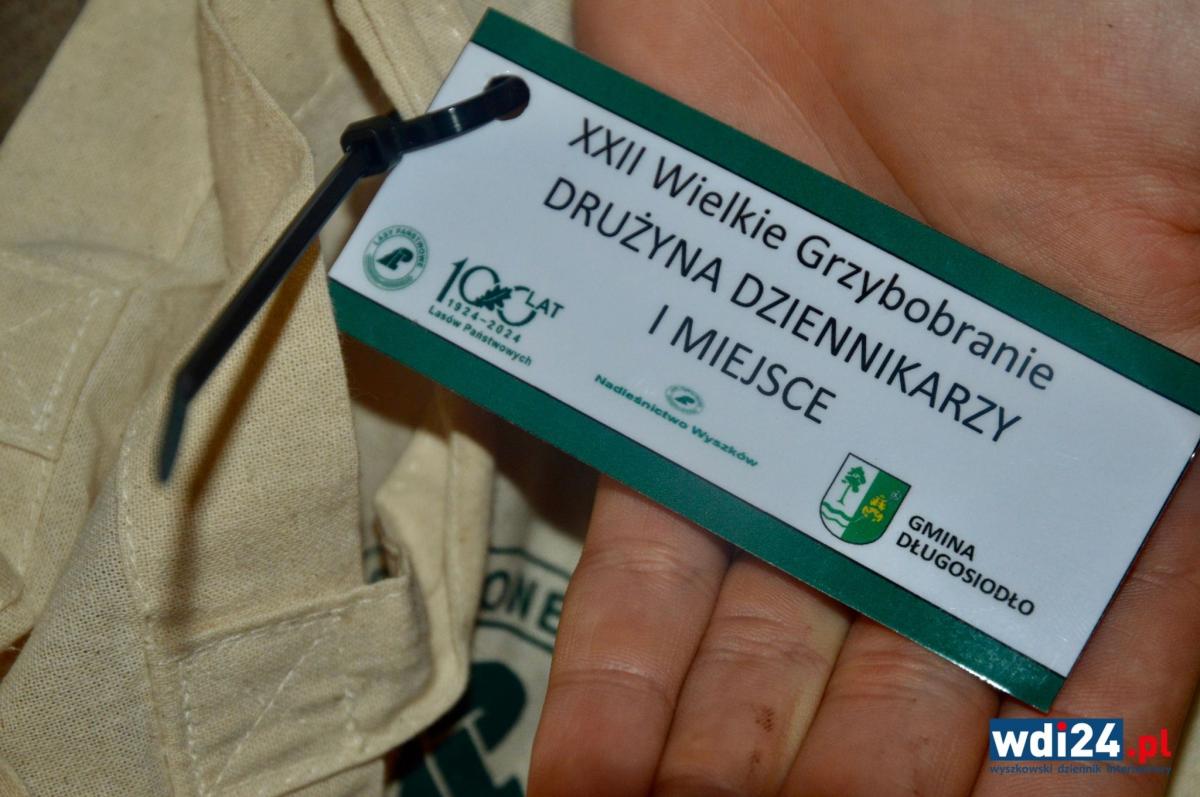 XXII Wielkie Grzybobranie
DRUŻYNA DZIENNIKARZY
I MIEJSCE
LASY PAŃSTWOWE
100 LAT
1924-2024
Lasów Państwowych
Nadleśnictwo Wyszków
GMINA
DŁUGOSIODŁO
wdi24.pl
wyszkowski dziennik internetowy